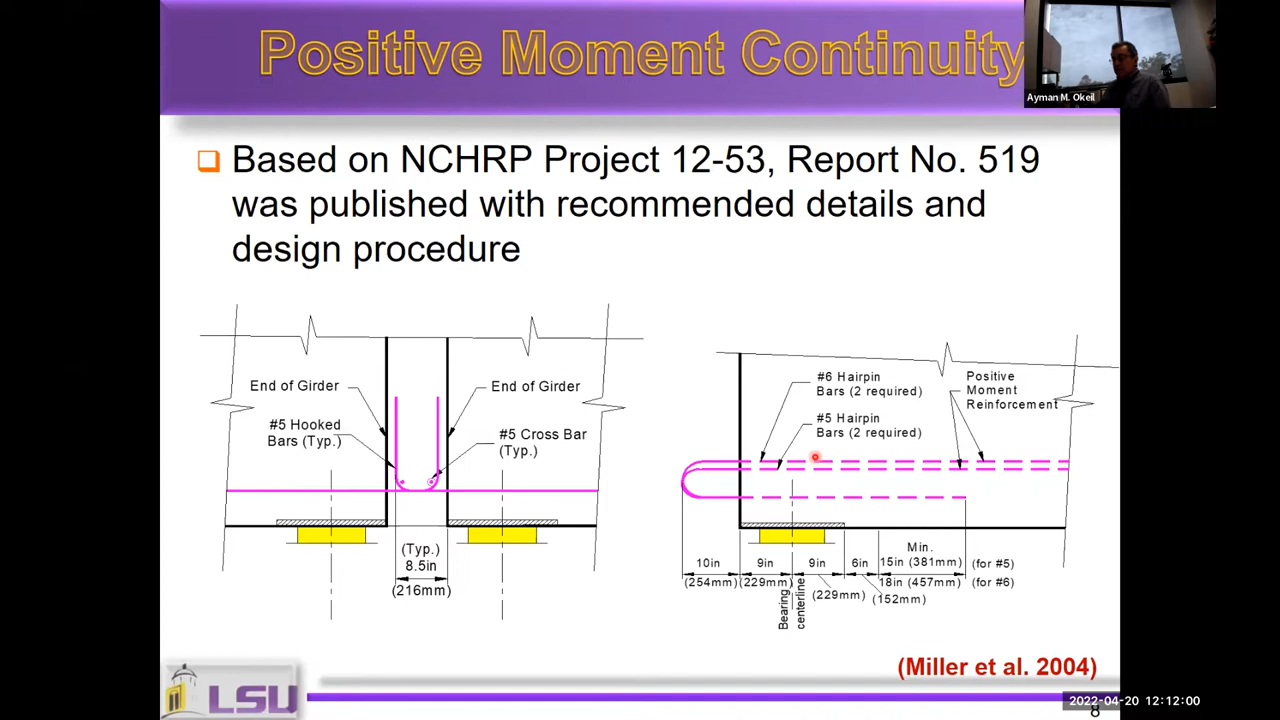 Positive Moment Continuity
Ayman M. Okeil
Based on NCHRP Project 12-53, Report No. 519
was published with recommended details and
design procedure
End of Girder
End of Girder
#5 Hooked
Bars (Typ.)
#5 Cross Bar
(Typ.)
(Typ.)
8.5in
(216mm)
#6 Hairpin
Bars (2 required)
#5 Hairpin
Bars (2 required)
Positive
Moment
Reinforcement
10in
(254mm)
9in
(229mm)
Bearing
centerline
9in
(229mm)
6in
(152mm)
Min.
15in (381mm)
(for #5)
18in (457mm)
(for #6)
(Miller et al. 2004)
LSU
2022-04-20 12:12:00
8